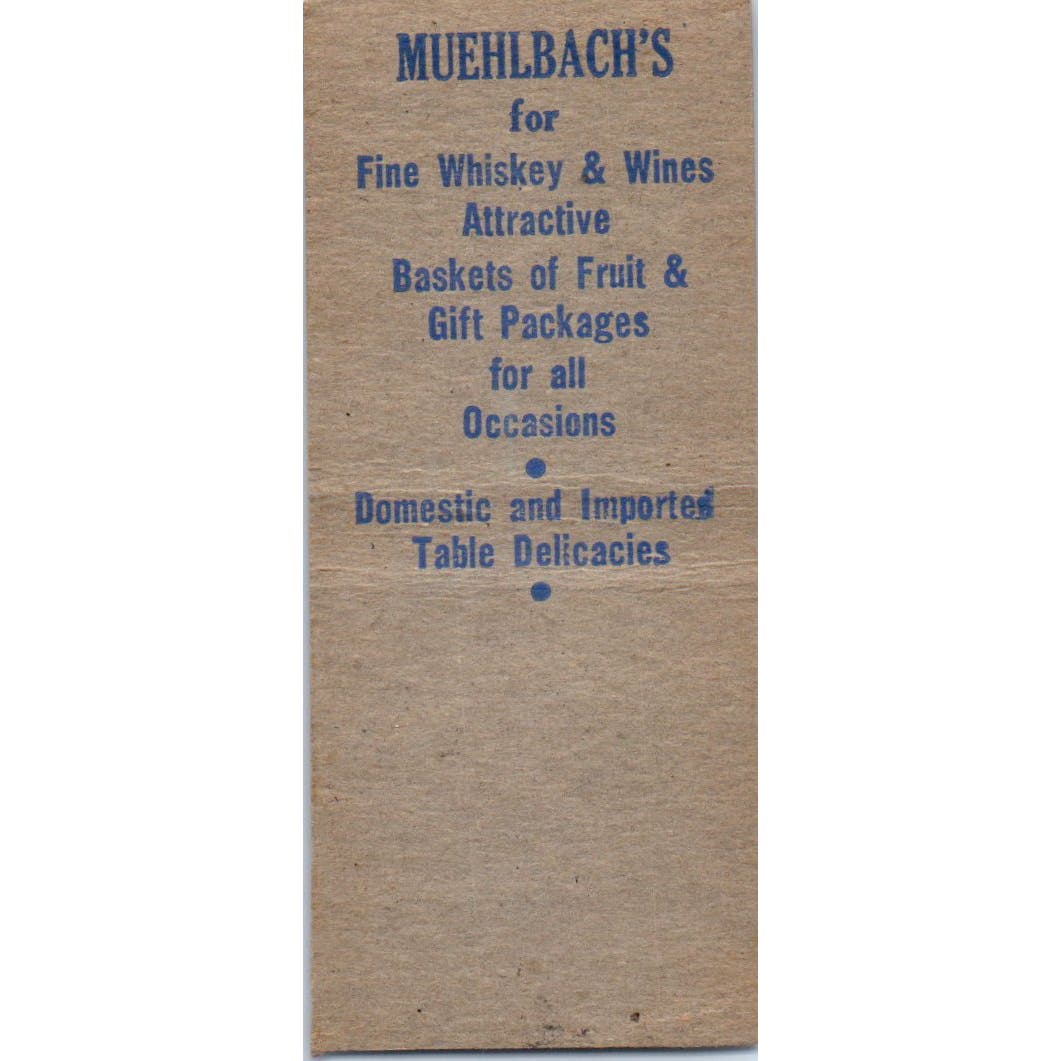 MUEHLBACH'S
for
Fine Whiskey & Wines
Attractive
Baskets of Fruit &
Gift Packages
for all
Occasions
Domestic and Imported
Table Delicacies